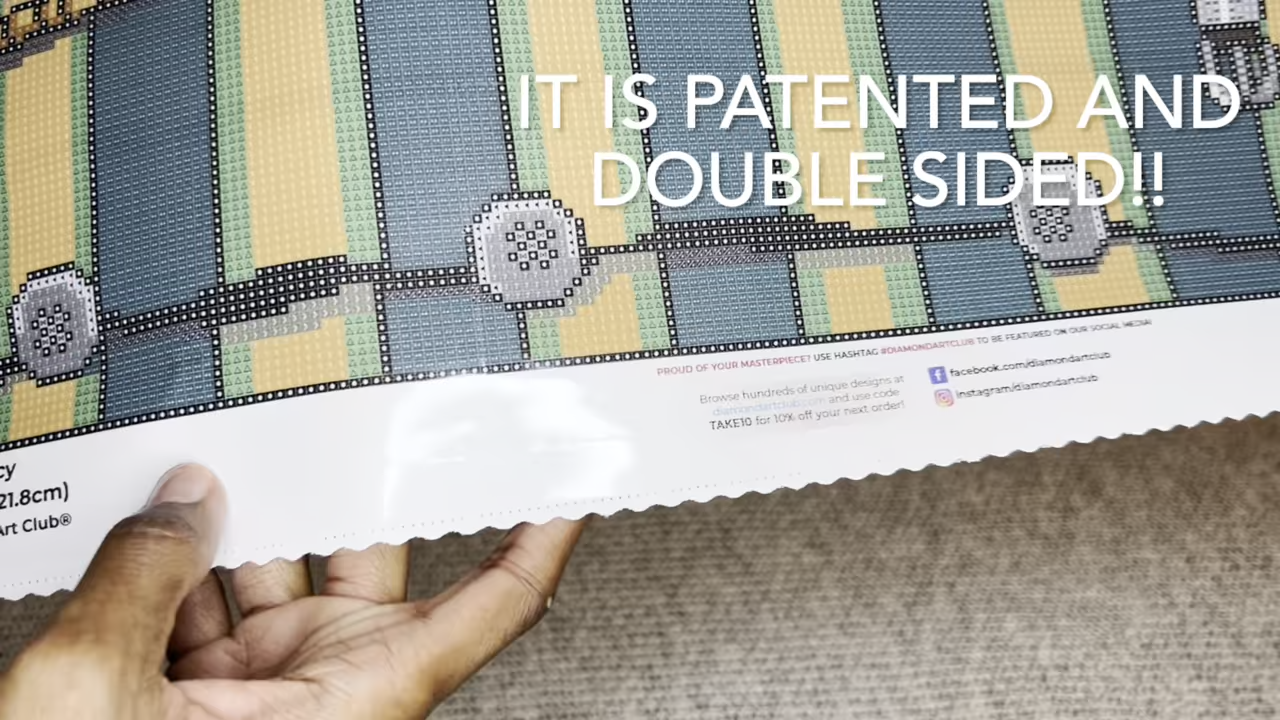 IT IS PATENTED AND
DOUBLE SIDED!!
PROUD OF YOUR MASTERPIECE? USE HASHTAG #DIAMONDARTCLUB TO BE FEATURED ON OUR SOCIAL MEDIA!
Browse hundreds of unique designs at
diamondartclub.com and use code
TAKE10 for 10% off your next order!
facebook.com/diamondartclub
instagram/diamondartclub
cy
21.8cm)
Art Club®